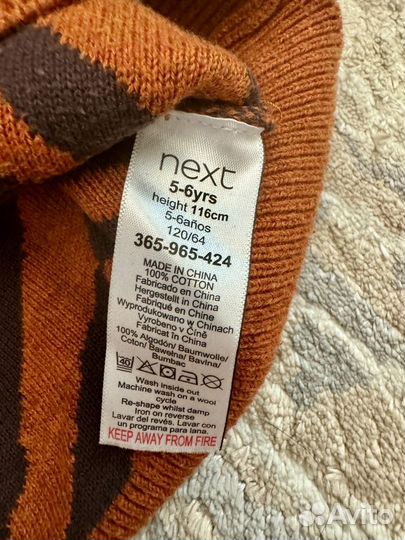 next
5-6yrs
height 116cm
5-6años
120/64
365-965-424
MADE IN CHINA
100% COTTON
Fabricado en China
Hergestellt in China
Fabriqué en Chine
Wyprodukowano w Chinach
Vyrobeno v Číně
Fabricat în China
100% Algodón/ Baumwolle/
Coton/ Bawełna/ Bavlna/
Bumbac
40
Wash inside out
Machine wash on a wool
cycle
Re-shape whilst damp
Iron on reverse
Lavar del revés. Lavar con
un programa para lana.
KEEP AWAY FROM FIRE
Avito